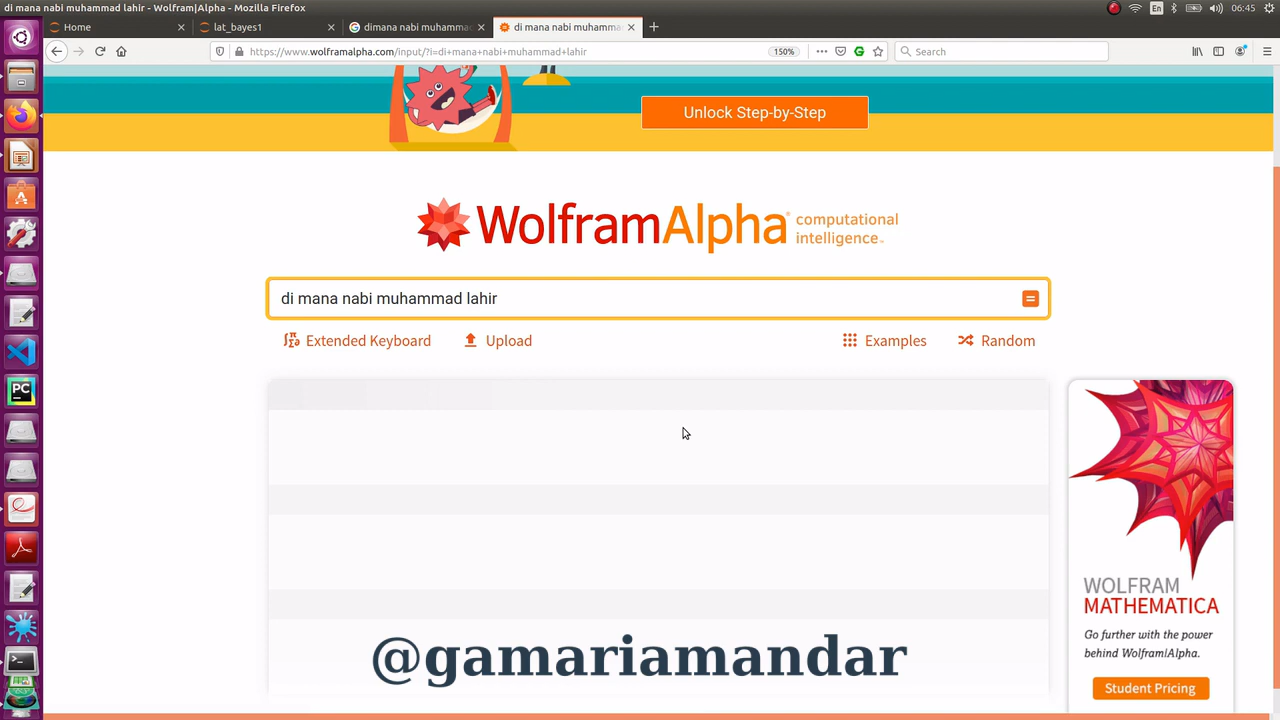 di mana nabi muhammad lahir - Wolfram|Alpha - Mozilla Firefox
En
06:45
Home
lat_bayes1
dimana nabi muhammad
di mana nabi muhamma
https://www.wolframalpha.com/input/?i=di+mana+nabi+muhammad+lahir
150%
Search
Unlock Step-by-Step
WolframAlpha computational intelligence
di mana nabi muhammad lahir
Extended Keyboard
Upload
Examples
Random
PC
WOLFRAM
MATHEMATICA
Go further with the power
behind Wolfram|Alpha.
Student Pricing
@gamariamandar